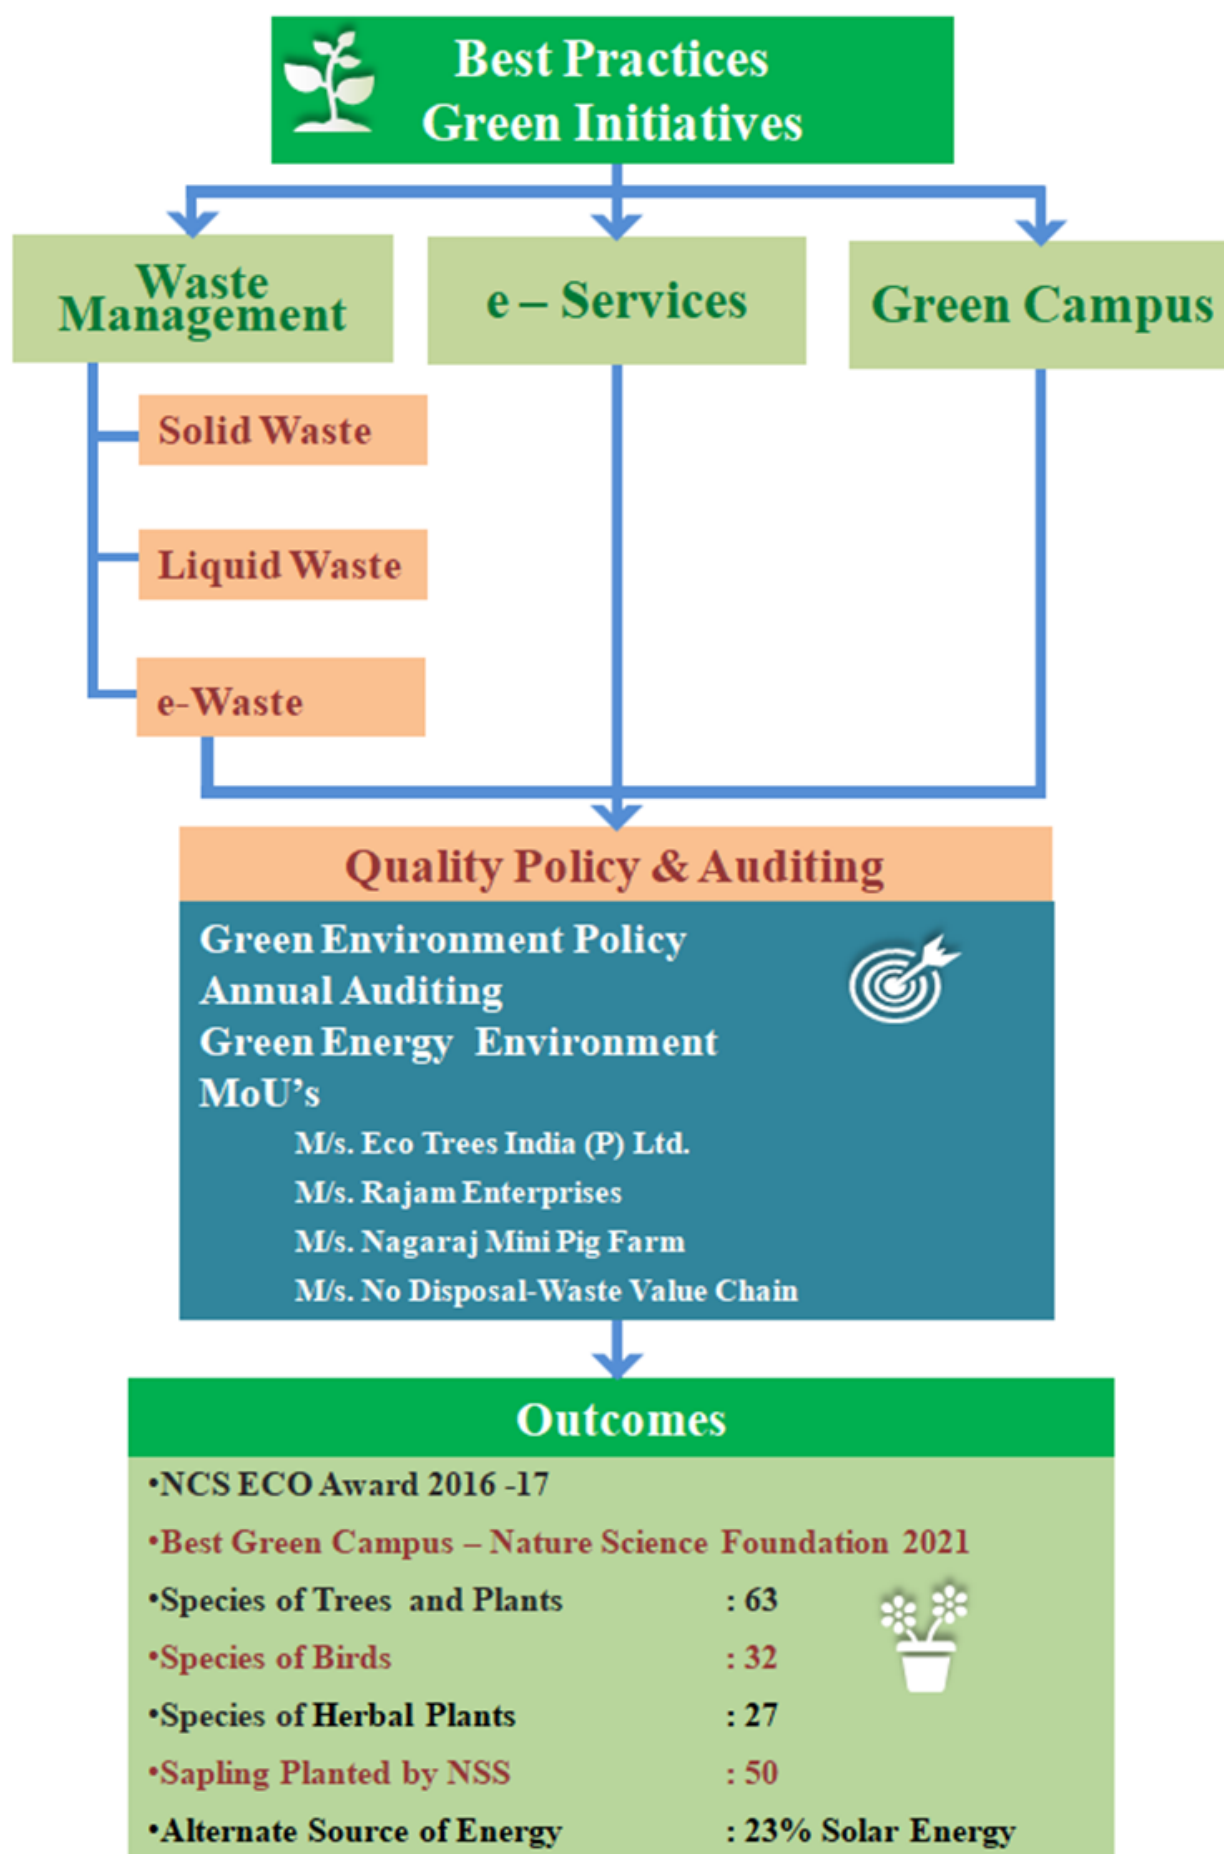 Best Practices
Green Initiatives
Waste
Management
e – Services
Green Campus
Solid Waste
Liquid Waste
e-Waste
Quality Policy & Auditing
Green Environment Policy
Annual Auditing
Green Energy Environment
MoU’s
M/s. Eco Trees India (P) Ltd.
M/s. Rajam Enterprises
M/s. Nagaraj Mini Pig Farm
M/s. No Disposal-Waste Value Chain
Outcomes
•NCS ECO Award 2016 -17
•Best Green Campus – Nature Science Foundation 2021
•Species of Trees and Plants : 63
•Species of Birds : 32
•Species of Herbal Plants : 27
•Sapling Planted by NSS : 50
•Alternate Source of Energy : 23% Solar Energy